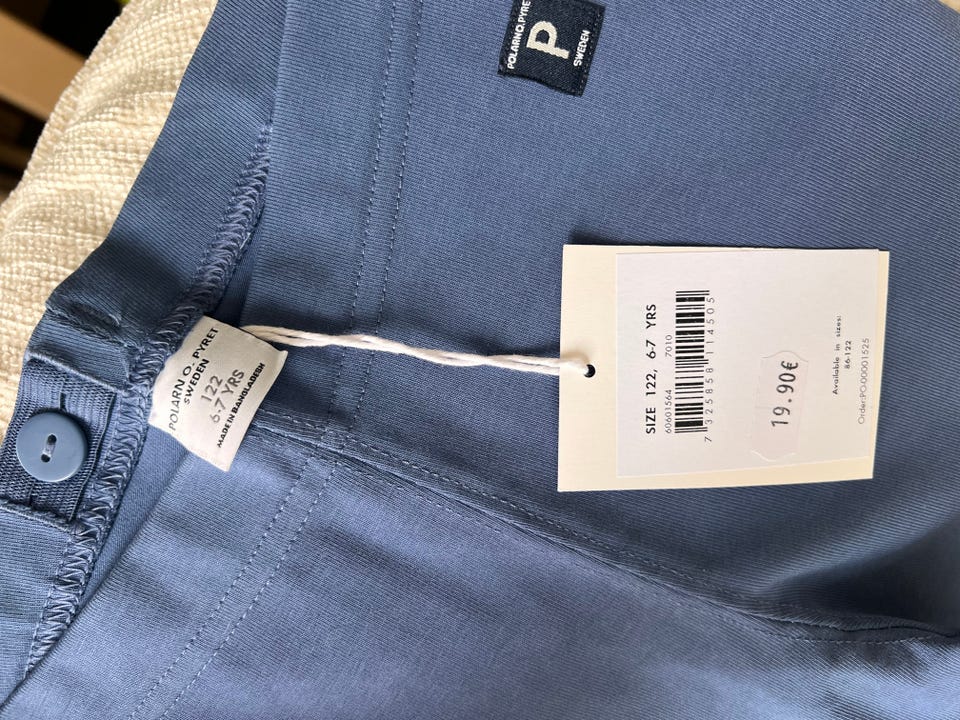 POLARN O. PYRET
P
SWEDEN
POLARN O. PYRET
SWEDEN
122
6-7 YRS
MADE IN BANGLADESH
SIZE 122, 6-7 YRS
60601564 7010
7 325858 114505
19.90€
Available in sizes:
86-122
Order:PO-00001525